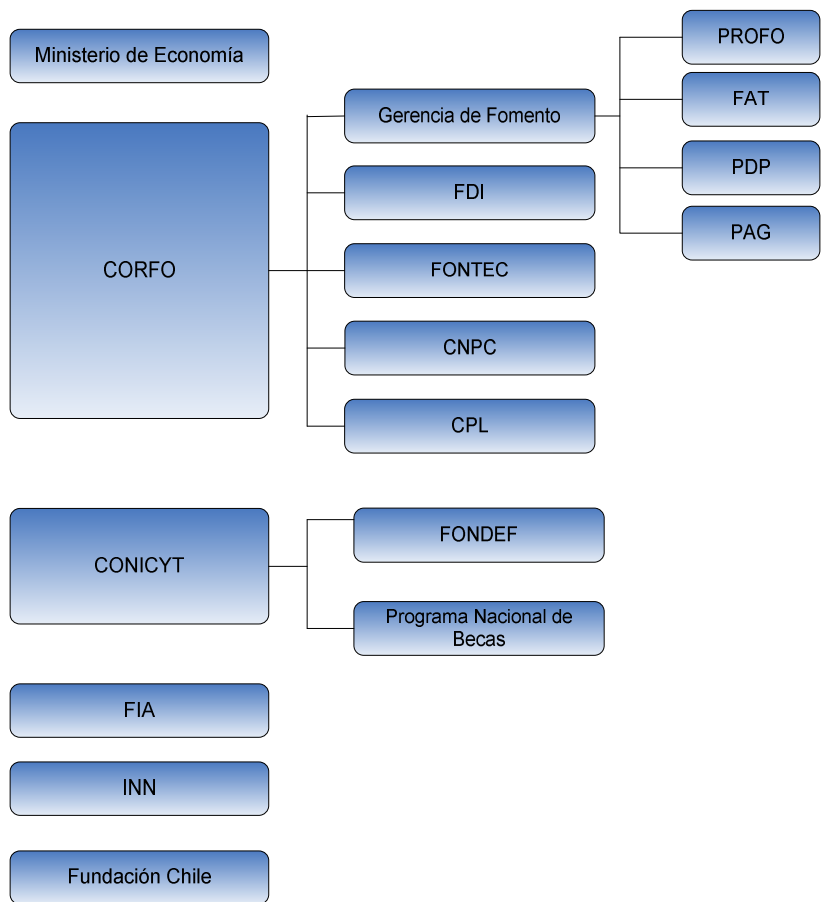 Ministerio de Economía
CORFO
Gerencia de Fomento
FDI
FONTEC
CNPC
CPL
PROFO
FAT
PDP
PAG
CONICYT
FONDEF
Programa Nacional de
Becas
FIA
INN
Fundación Chile